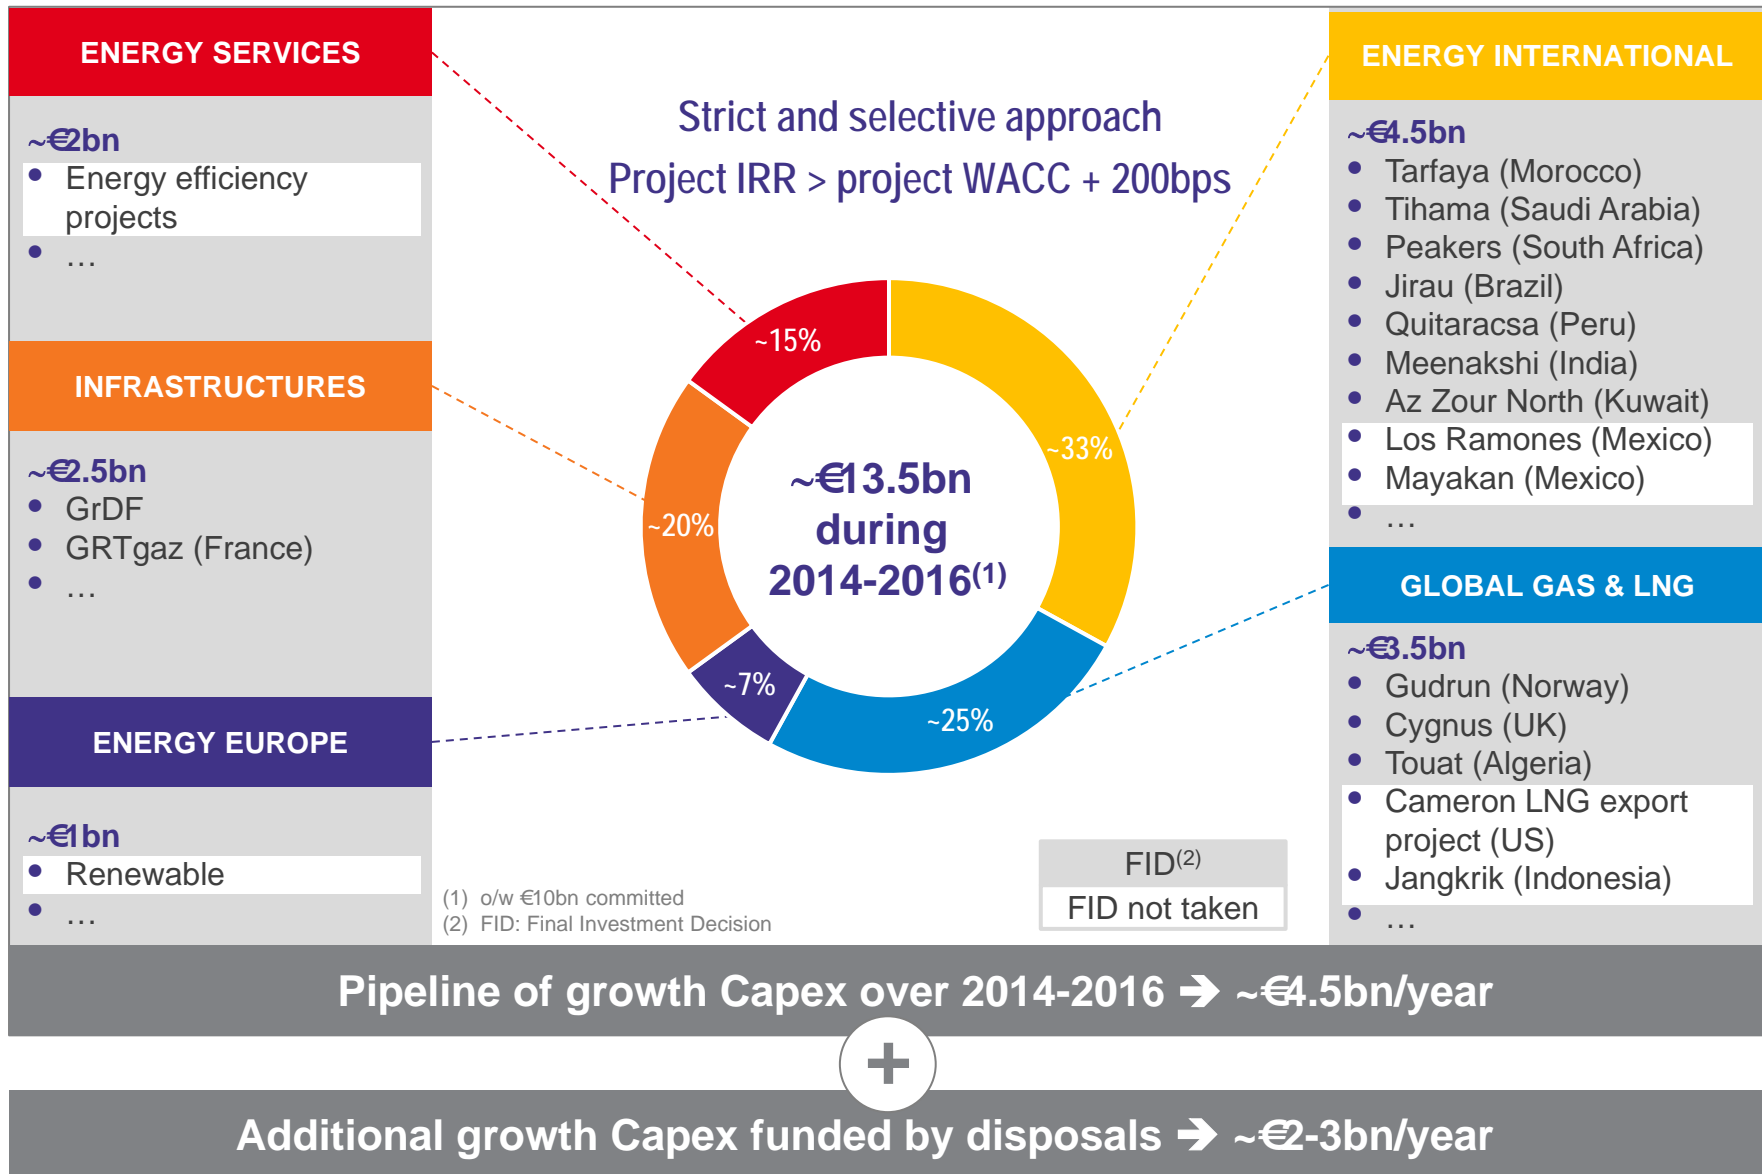 ENERGY SERVICES
~€2bn
• Energy efficiency
projects
• …
INFRASTRUCTURES
~€2.5bn
• GrDF
• GRTgaz (France)
• …
ENERGY EUROPE
~€1bn
• Renewable
• …
Strict and selective approach
Project IRR > project WACC + 200bps
~15%
~33%
~20%
~7%
~25%
~€13.5bn
during
2014-2016(1)
(1) o/w €10bn committed
(2) FID: Final Investment Decision
FID(2)
FID not taken
ENERGY INTERNATIONAL
~€4.5bn
• Tarfaya (Morocco)
• Tihama (Saudi Arabia)
• Peakers (South Africa)
• Jirau (Brazil)
• Quitaracsa (Peru)
• Meenakshi (India)
• Az Zour North (Kuwait)
• Los Ramones (Mexico)
• Mayakan (Mexico)
• …
GLOBAL GAS & LNG
~€3.5bn
• Gudrun (Norway)
• Cygnus (UK)
• Touat (Algeria)
• Cameron LNG export
project (US)
• Jangkrik (Indonesia)
• …
Pipeline of growth Capex over 2014-2016 ➔ ~€4.5bn/year
+
Additional growth Capex funded by disposals ➔ ~€2-3bn/year